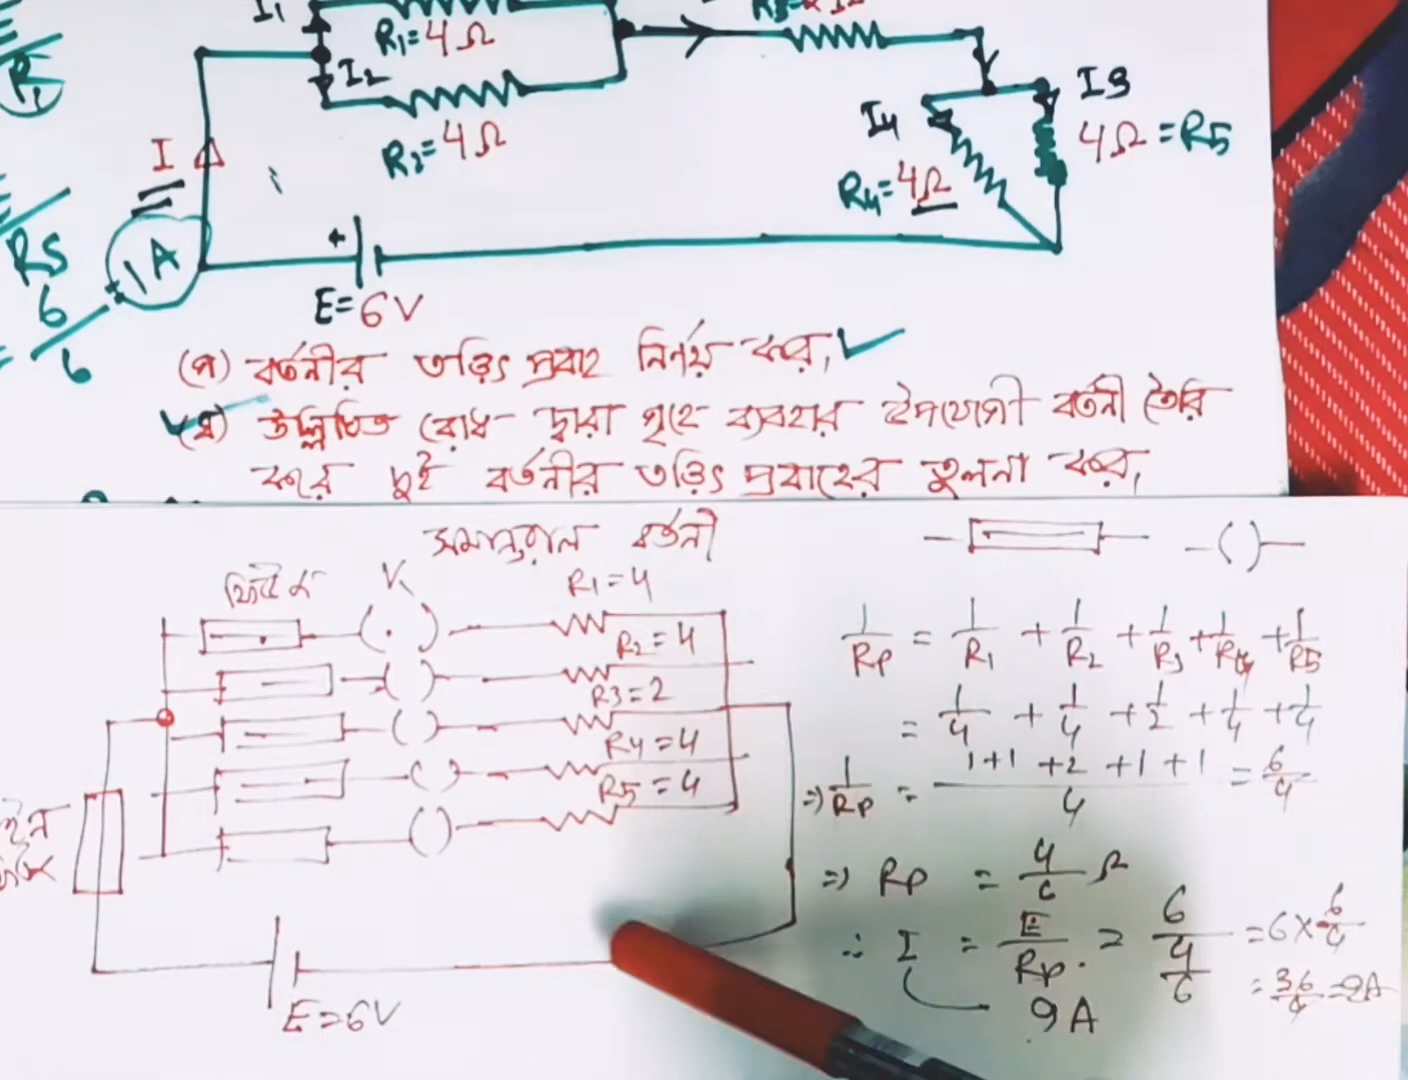 I₁
R₁=4Ω
I₂
R₂=4Ω
I
1A
R5
6
6
I₄
R₄=4Ω
I3
4Ω=R5
E=6V
(গ) বর্তনীর তড়িৎ প্রবাহ নির্ণয় কর,
(ঘ) উল্লিখিত রোধ দ্বারা গৃহে ব্যবহার উপযোগী বর্তনী তৈরি
করে দুই বর্তনীর তড়িৎ প্রবাহের তুলনা কর,
সমান্তরাল বর্তনী
ফিউজ
K
R₁=4
R₂=4
R3=2
R4=4
R5=4
E=6V
1/Rp = 1/R₁ + 1/R₂ + 1/R3 + 1/R4 + 1/R5
= 1/4 + 1/4 + 1/2 + 1/4 + 1/4
⇒ 1/Rp = (1+1+2+1+1)/4 = 6/4
⇒ Rp = 4/6 Ω
∴ I = E/Rp = 6/(4/6) = 6×6/4
= 36/4 = 9A
9A